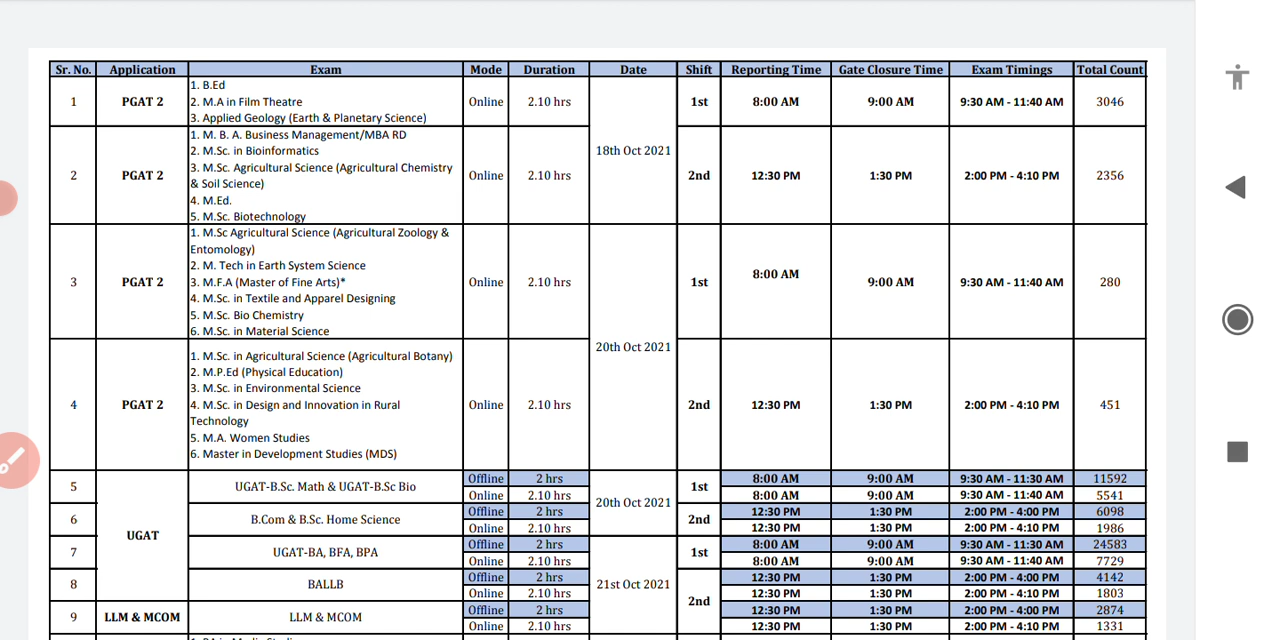 Sr. No. Application Exam Mode Duration Date Shift Reporting Time Gate Closure Time Exam Timings Total Count
1 PGAT 2 1. B.Ed
2. M.A in Film Theatre
3. Applied Geology (Earth & Planetary Science) Online 2.10 hrs 18th Oct 2021 1st 8:00 AM 9:00 AM 9:30 AM - 11:40 AM 3046
2 PGAT 2 1. M. B. A. Business Management/MBA RD
2. M.Sc. in Bioinformatics
3. M.Sc. Agricultural Science (Agricultural Chemistry
& Soil Science)
4. M.Ed.
5. M.Sc. Biotechnology Online 2.10 hrs 2nd 12:30 PM 1:30 PM 2:00 PM - 4:10 PM 2356
3 PGAT 2 1. M.Sc Agricultural Science (Agricultural Zoology &
Entomology)
2. M. Tech in Earth System Science
3. M.F.A (Master of Fine Arts)*
4. M.Sc. in Textile and Apparel Designing
5. M.Sc. Bio Chemistry
6. M.Sc. in Material Science Online 2.10 hrs 20th Oct 2021 1st 8:00 AM 9:00 AM 9:30 AM - 11:40 AM 280
4 PGAT 2 1. M.Sc. in Agricultural Science (Agricultural Botany)
2. M.P.Ed (Physical Education)
3. M.Sc. in Environmental Science
4. M.Sc. in Design and Innovation in Rural
Technology
5. M.A. Women Studies
6. Master in Development Studies (MDS) Online 2.10 hrs 2nd 12:30 PM 1:30 PM 2:00 PM - 4:10 PM 451
5 UGAT UGAT-B.Sc. Math & UGAT-B.Sc Bio Offline 2 hrs 20th Oct 2021 1st 8:00 AM 9:00 AM 9:30 AM - 11:30 AM 11592
Online 2.10 hrs 8:00 AM 9:00 AM 9:30 AM - 11:40 AM 5541
6 B.Com & B.Sc. Home Science Offline 2 hrs 2nd 12:30 PM 1:30 PM 2:00 PM - 4:00 PM 6098
Online 2.10 hrs 12:30 PM 1:30 PM 2:00 PM - 4:10 PM 1986
7 UGAT-BA, BFA, BPA Offline 2 hrs 21st Oct 2021 1st 8:00 AM 9:00 AM 9:30 AM - 11:30 AM 24583
Online 2.10 hrs 8:00 AM 9:00 AM 9:30 AM - 11:40 AM 7729
8 BALLB Offline 2 hrs 2nd 12:30 PM 1:30 PM 2:00 PM - 4:00 PM 4142
Online 2.10 hrs 12:30 PM 1:30 PM 2:00 PM - 4:10 PM 1803
9 LLM & MCOM LLM & MCOM Offline 2 hrs 12:30 PM 1:30 PM 2:00 PM - 4:00 PM 2874
Online 2.10 hrs 12:30 PM 1:30 PM 2:00 PM - 4:10 PM 1331